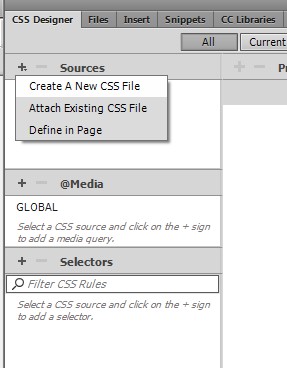 CSS Designer Files Insert Snippets CC Libraries
All Current
+ − Sources + − Pr
Create A New CSS File
Attach Existing CSS File
Define in Page
+ − @Media
GLOBAL
Select a CSS source and click on the + sign
to add a media query.
+ − Selectors
Filter CSS Rules
Select a CSS source and click on the + sign
to add a selector.